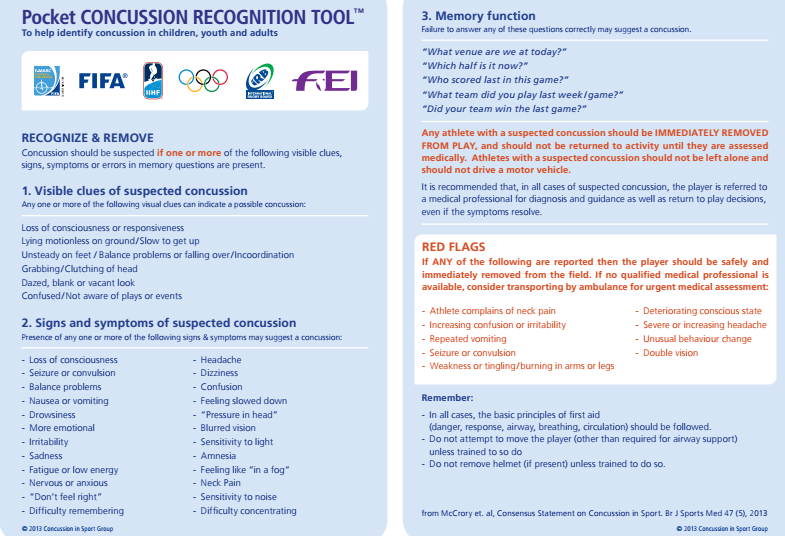 Pocket CONCUSSION RECOGNITION TOOL™
To help identify concussion in children, youth and adults
FIFA®
IIHF
IRB
INTERNATIONAL
RUGBY BOARD
FEI
RECOGNIZE & REMOVE
Concussion should be suspected if one or more of the following visible clues,
signs, symptoms or errors in memory questions are present.
1. Visible clues of suspected concussion
Any one or more of the following visual clues can indicate a possible concussion:
Loss of consciousness or responsiveness
Lying motionless on ground/Slow to get up
Unsteady on feet / Balance problems or falling over/Incoordination
Grabbing/Clutching of head
Dazed, blank or vacant look
Confused/Not aware of plays or events
2. Signs and symptoms of suspected concussion
Presence of any one or more of the following signs & symptoms may suggest a concussion:
- Loss of consciousness
- Seizure or convulsion
- Balance problems
- Nausea or vomiting
- Drowsiness
- More emotional
- Irritability
- Sadness
- Fatigue or low energy
- Nervous or anxious
- "Don't feel right"
- Difficulty remembering
- Headache
- Dizziness
- Confusion
- Feeling slowed down
- "Pressure in head"
- Blurred vision
- Sensitivity to light
- Amnesia
- Feeling like "in a fog"
- Neck Pain
- Sensitivity to noise
- Difficulty concentrating
© 2013 Concussion in Sport Group
3. Memory function
Failure to answer any of these questions correctly may suggest a concussion.
"What venue are we at today?"
"Which half is it now?"
"Who scored last in this game?"
"What team did you play last week/game?"
"Did your team win the last game?"
Any athlete with a suspected concussion should be IMMEDIATELY REMOVED
FROM PLAY, and should not be returned to activity until they are assessed
medically. Athletes with a suspected concussion should not be left alone and
should not drive a motor vehicle.
It is recommended that, in all cases of suspected concussion, the player is referred to
a medical professional for diagnosis and guidance as well as return to play decisions,
even if the symptoms resolve.
RED FLAGS
If ANY of the following are reported then the player should be safely and
immediately removed from the field. If no qualified medical professional is
available, consider transporting by ambulance for urgent medical assessment:
- Athlete complains of neck pain
- Increasing confusion or irritability
- Repeated vomiting
- Seizure or convulsion
- Weakness or tingling/burning in arms or legs
- Deteriorating conscious state
- Severe or increasing headache
- Unusual behaviour change
- Double vision
Remember:
- In all cases, the basic principles of first aid
(danger, response, airway, breathing, circulation) should be followed.
- Do not attempt to move the player (other than required for airway support)
unless trained to so do
- Do not remove helmet (if present) unless trained to do so.
from McCrory et. al, Consensus Statement on Concussion in Sport. Br J Sports Med 47 (5), 2013
© 2013 Concussion in Sport Group